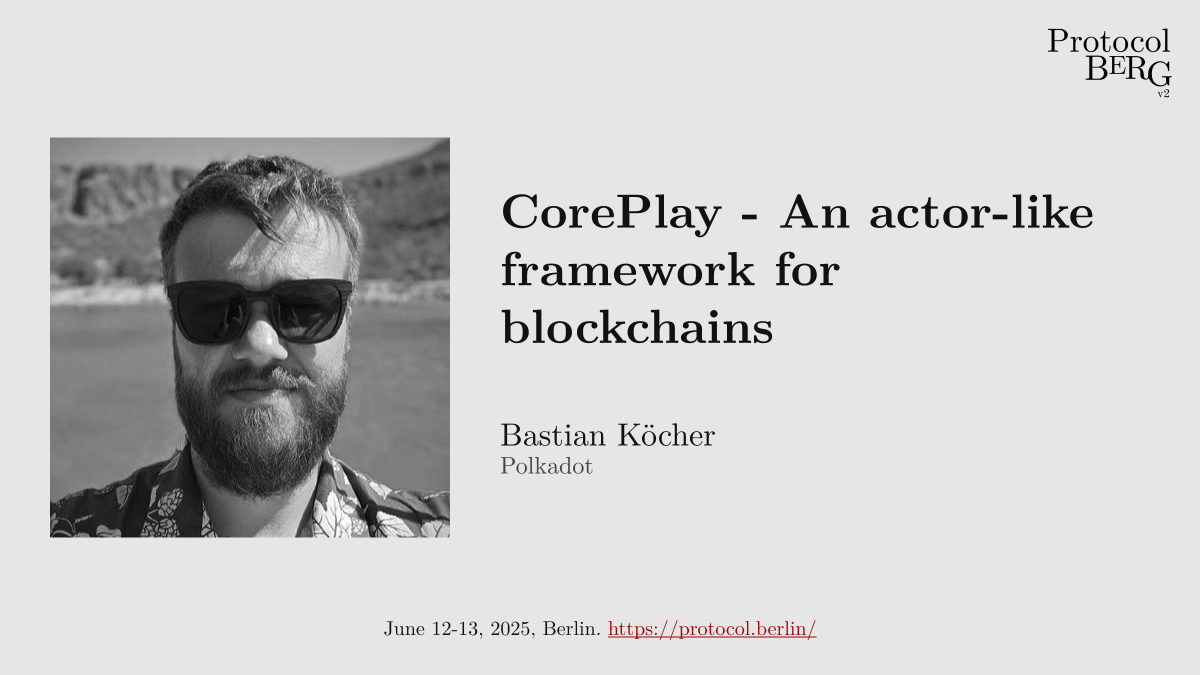 Protocol
BERG
v2
CorePlay - An actor-like
framework for
blockchains
Bastian Köcher
Polkadot
June 12-13, 2025, Berlin. https://protocol.berlin/